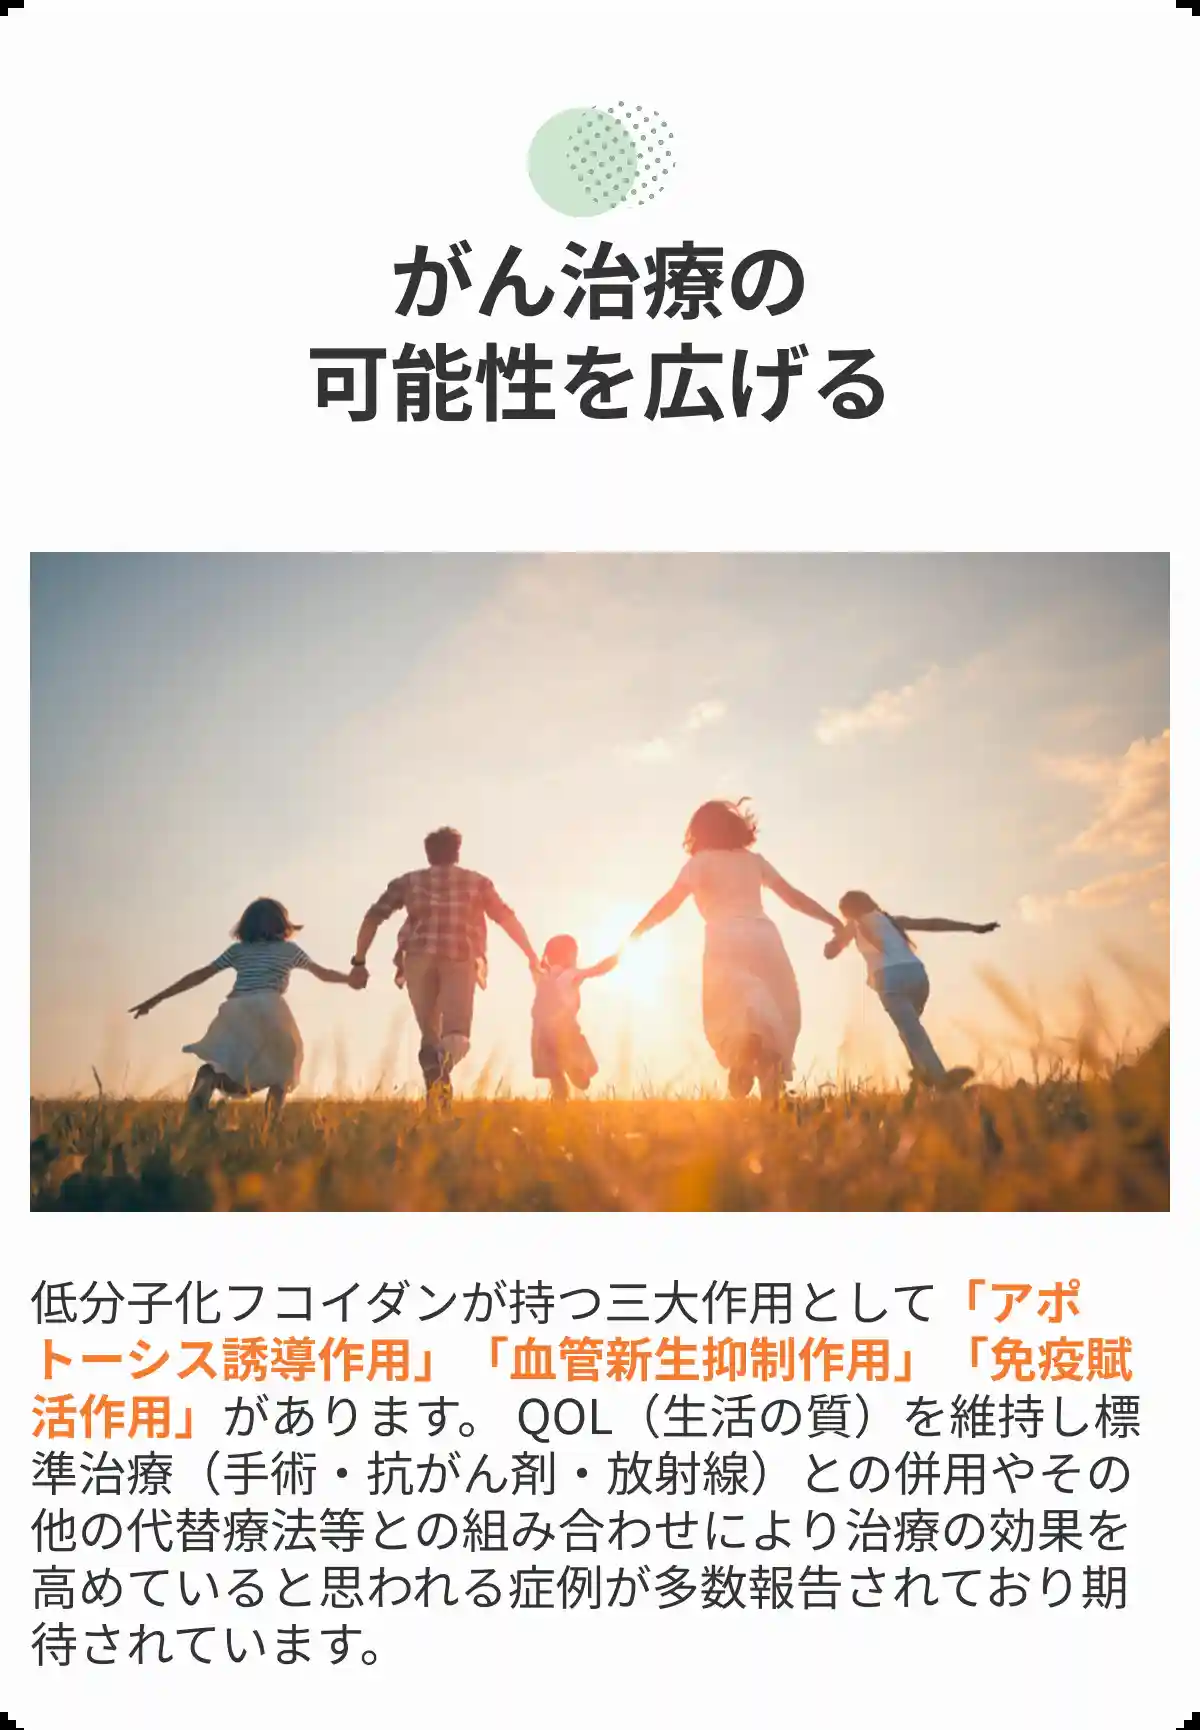 がん治療の
可能性を広げる
低分子化フコイダンが持つ三大作用として「アポ
トーシス誘導作用」「血管新生抑制作用」「免疫賦
活作用」があります。 QOL（生活の質）を維持し標
準治療（手術・抗がん剤・放射線）との併用やその
他の代替療法等との組み合わせにより治療の効果を
高めていると思われる症例が多数報告されており期
待されています。